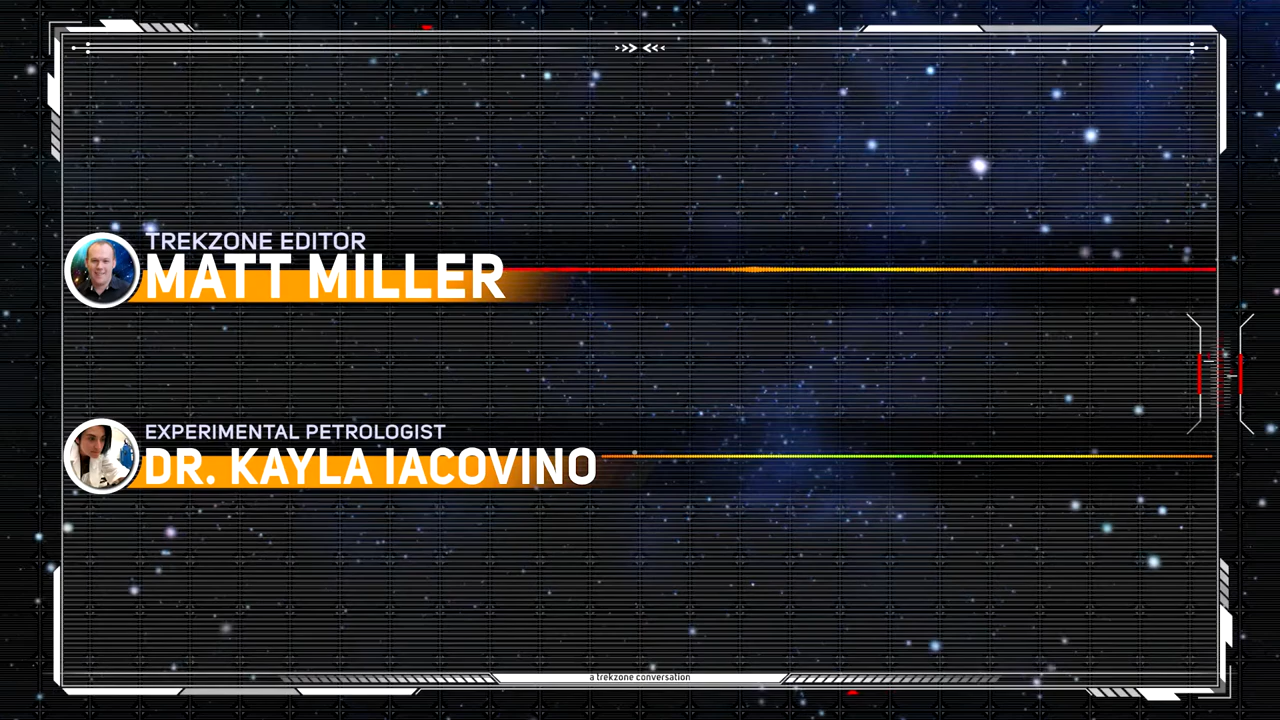 TREKZONE EDITOR
MATT MILLER
EXPERIMENTAL PETROLOGIST
DR. KAYLA IACOVINO
a trekzone conversation